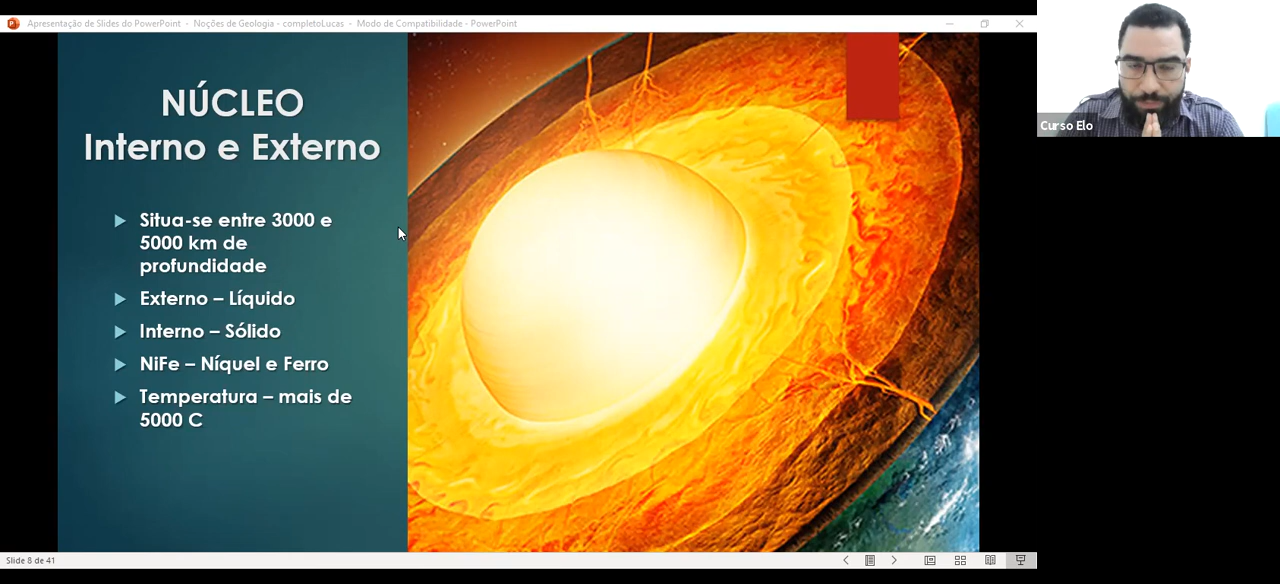 Apresentação de Slides do PowerPoint - Noções de Geologia - completoLucas - Modo de Compatibilidade - PowerPoint
NÚCLEO
Interno e Externo
Situa-se entre 3000 e
5000 km de
profundidade
Externo – Líquido
Interno – Sólido
NiFe – Níquel e Ferro
Temperatura – mais de
5000 C
Curso Elo
Slide 8 de 41